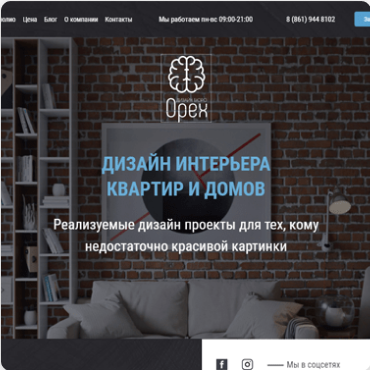 Цена Блог О компании Контакты Мы работаем пн-вс 09:00-21:00 8 (861) 944 8102
Орех
ДИЗАЙН ИНТЕРЬЕРА
КВАРТИР И ДОМОВ
Реализуемые дизайн проекты для тех, кому
недостаточно красивой картинки
Мы в соцсетях